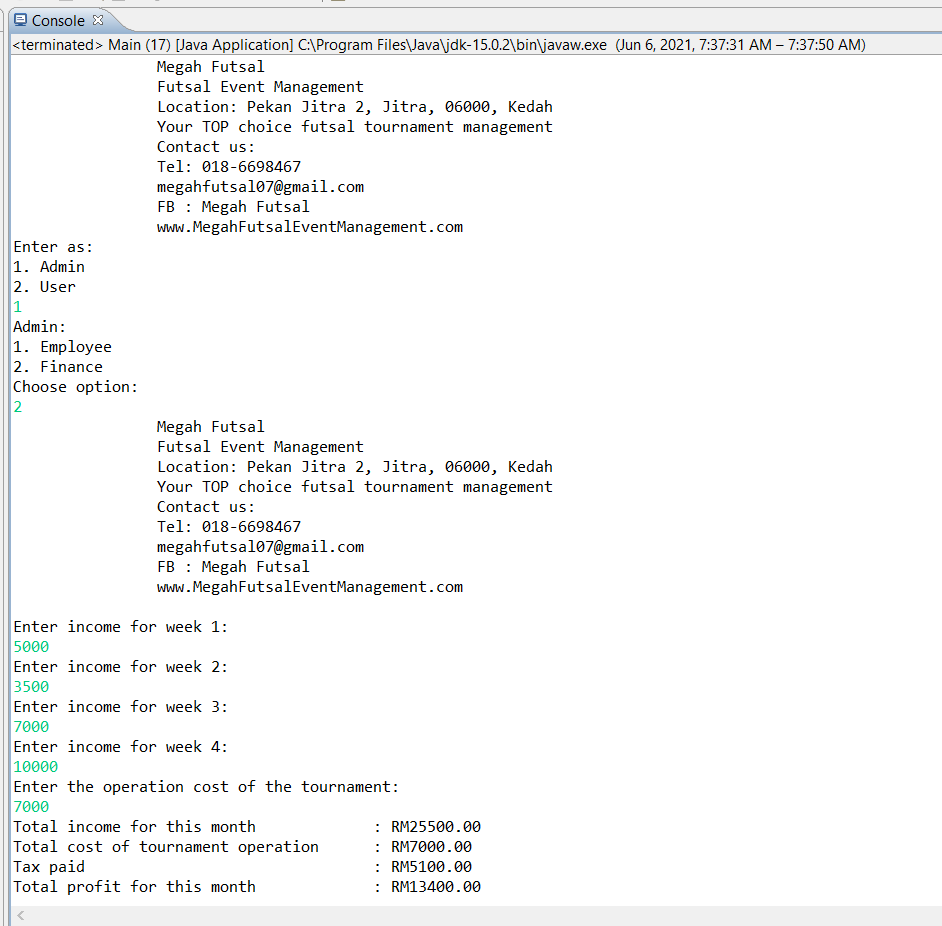 Console
<terminated> Main (17) [Java Application] C:\Program Files\Java\jdk-15.0.2\bin\javaw.exe (Jun 6, 2021, 7:37:31 AM – 7:37:50 AM)
Megah Futsal
Futsal Event Management
Location: Pekan Jitra 2, Jitra, 06000, Kedah
Your TOP choice futsal tournament management
Contact us:
Tel: 018-6698467
megahfutsal07@gmail.com
FB : Megah Futsal
www.MegahFutsalEventManagement.com
Enter as:
1. Admin
2. User
1
Admin:
1. Employee
2. Finance
Choose option:
2
Megah Futsal
Futsal Event Management
Location: Pekan Jitra 2, Jitra, 06000, Kedah
Your TOP choice futsal tournament management
Contact us:
Tel: 018-6698467
megahfutsal07@gmail.com
FB : Megah Futsal
www.MegahFutsalEventManagement.com
Enter income for week 1:
5000
Enter income for week 2:
3500
Enter income for week 3:
7000
Enter income for week 4:
10000
Enter the operation cost of the tournament:
7000
Total income for this month : RM25500.00
Total cost of tournament operation : RM7000.00
Tax paid : RM5100.00
Total profit for this month : RM13400.00